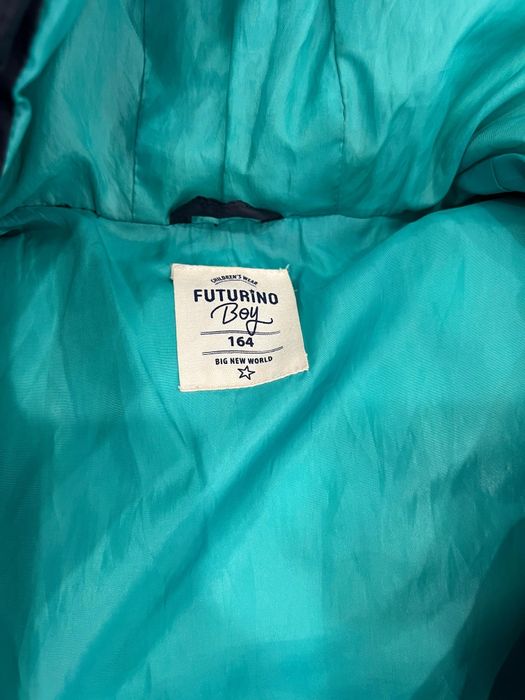 CHILDREN'S WEAR
FUTURINO
Boy
164
BIG NEW WORLD